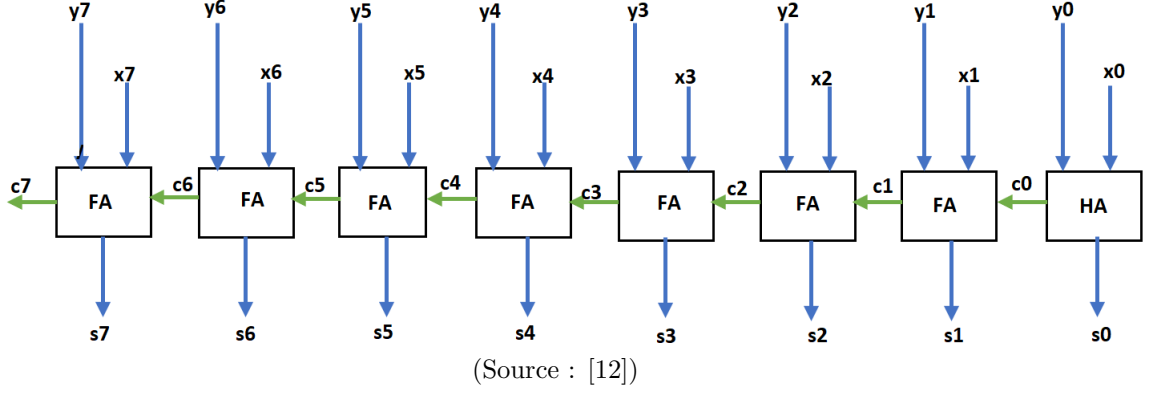 y7 y6 y5 y4 y3 y2 y1 y0
x7 x6 x5 x4 x3 x2 x1 x0
c7 FA c6 FA c5 FA c4 FA c3 FA c2 FA c1 FA c0 HA
s7 s6 s5 s4 s3 s2 s1 s0
(Source : [12])